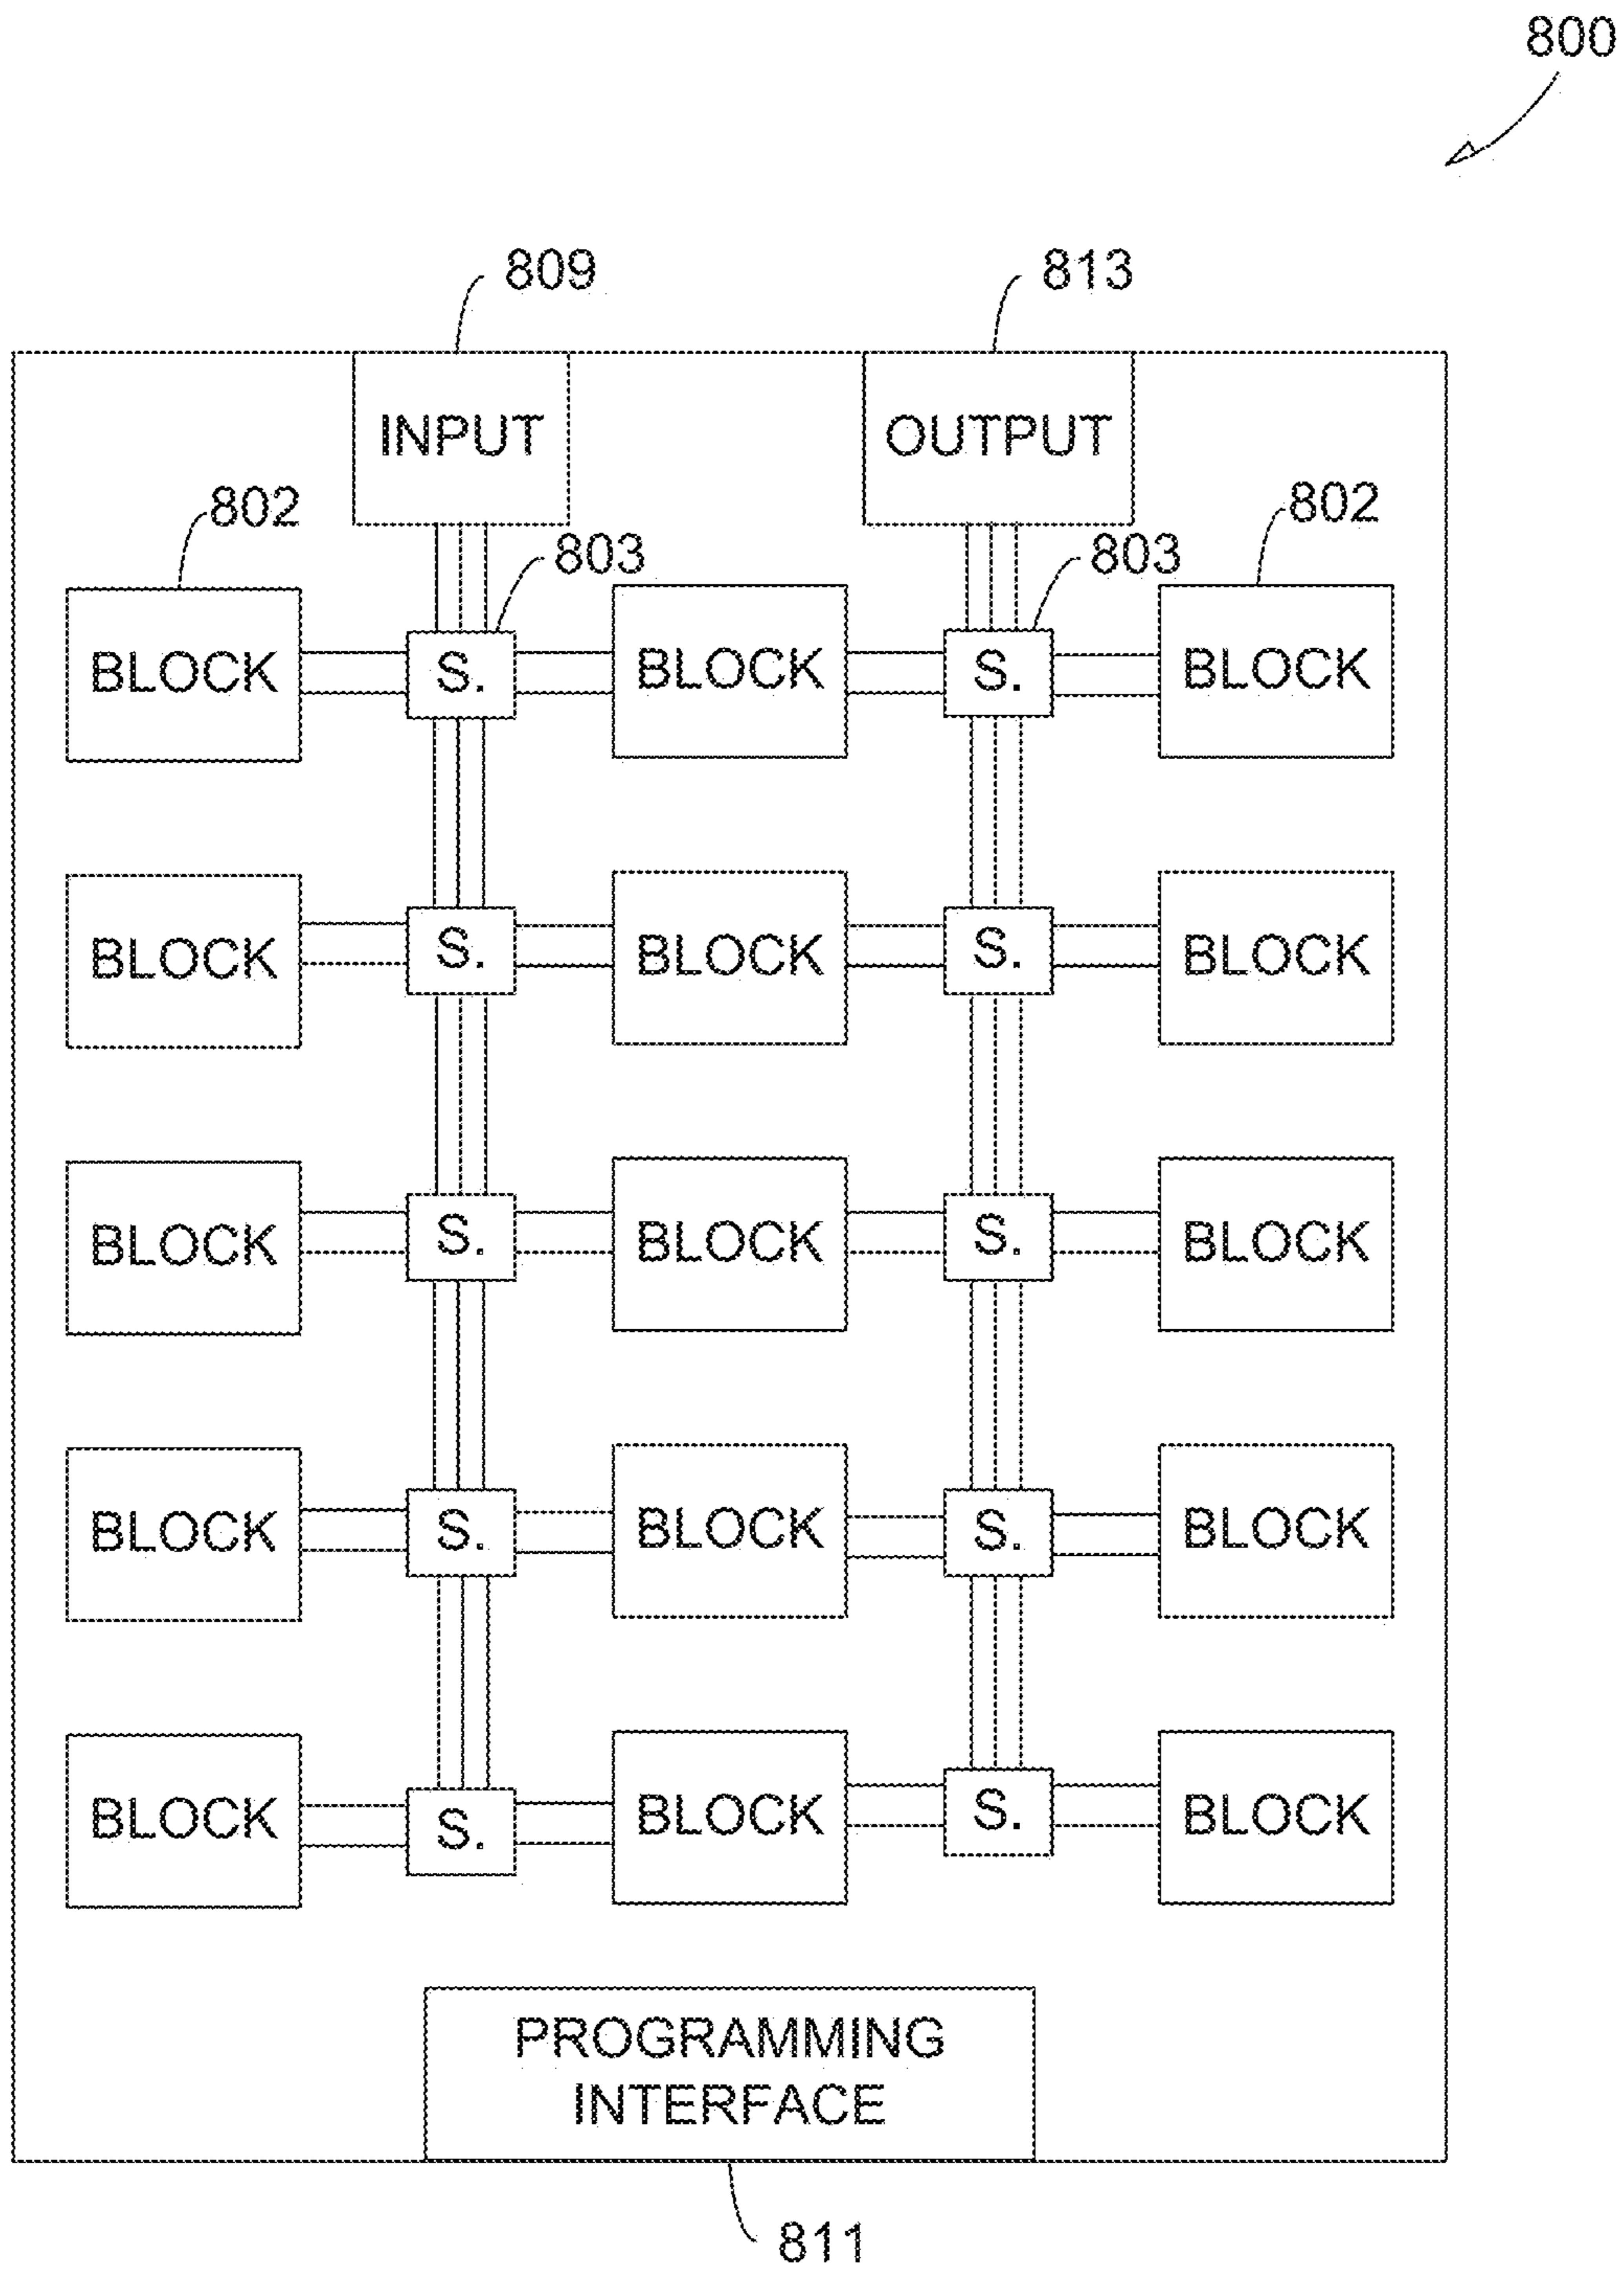 800
809
813
INPUT
OUTPUT
802
802
803
803
BLOCK
S.
BLOCK
S.
BLOCK
BLOCK
S.
BLOCK
S.
BLOCK
BLOCK
S.
BLOCK
S.
BLOCK
BLOCK
S.
BLOCK
S.
BLOCK
BLOCK
S.
BLOCK
S.
BLOCK
PROGRAMMING
INTERFACE
811